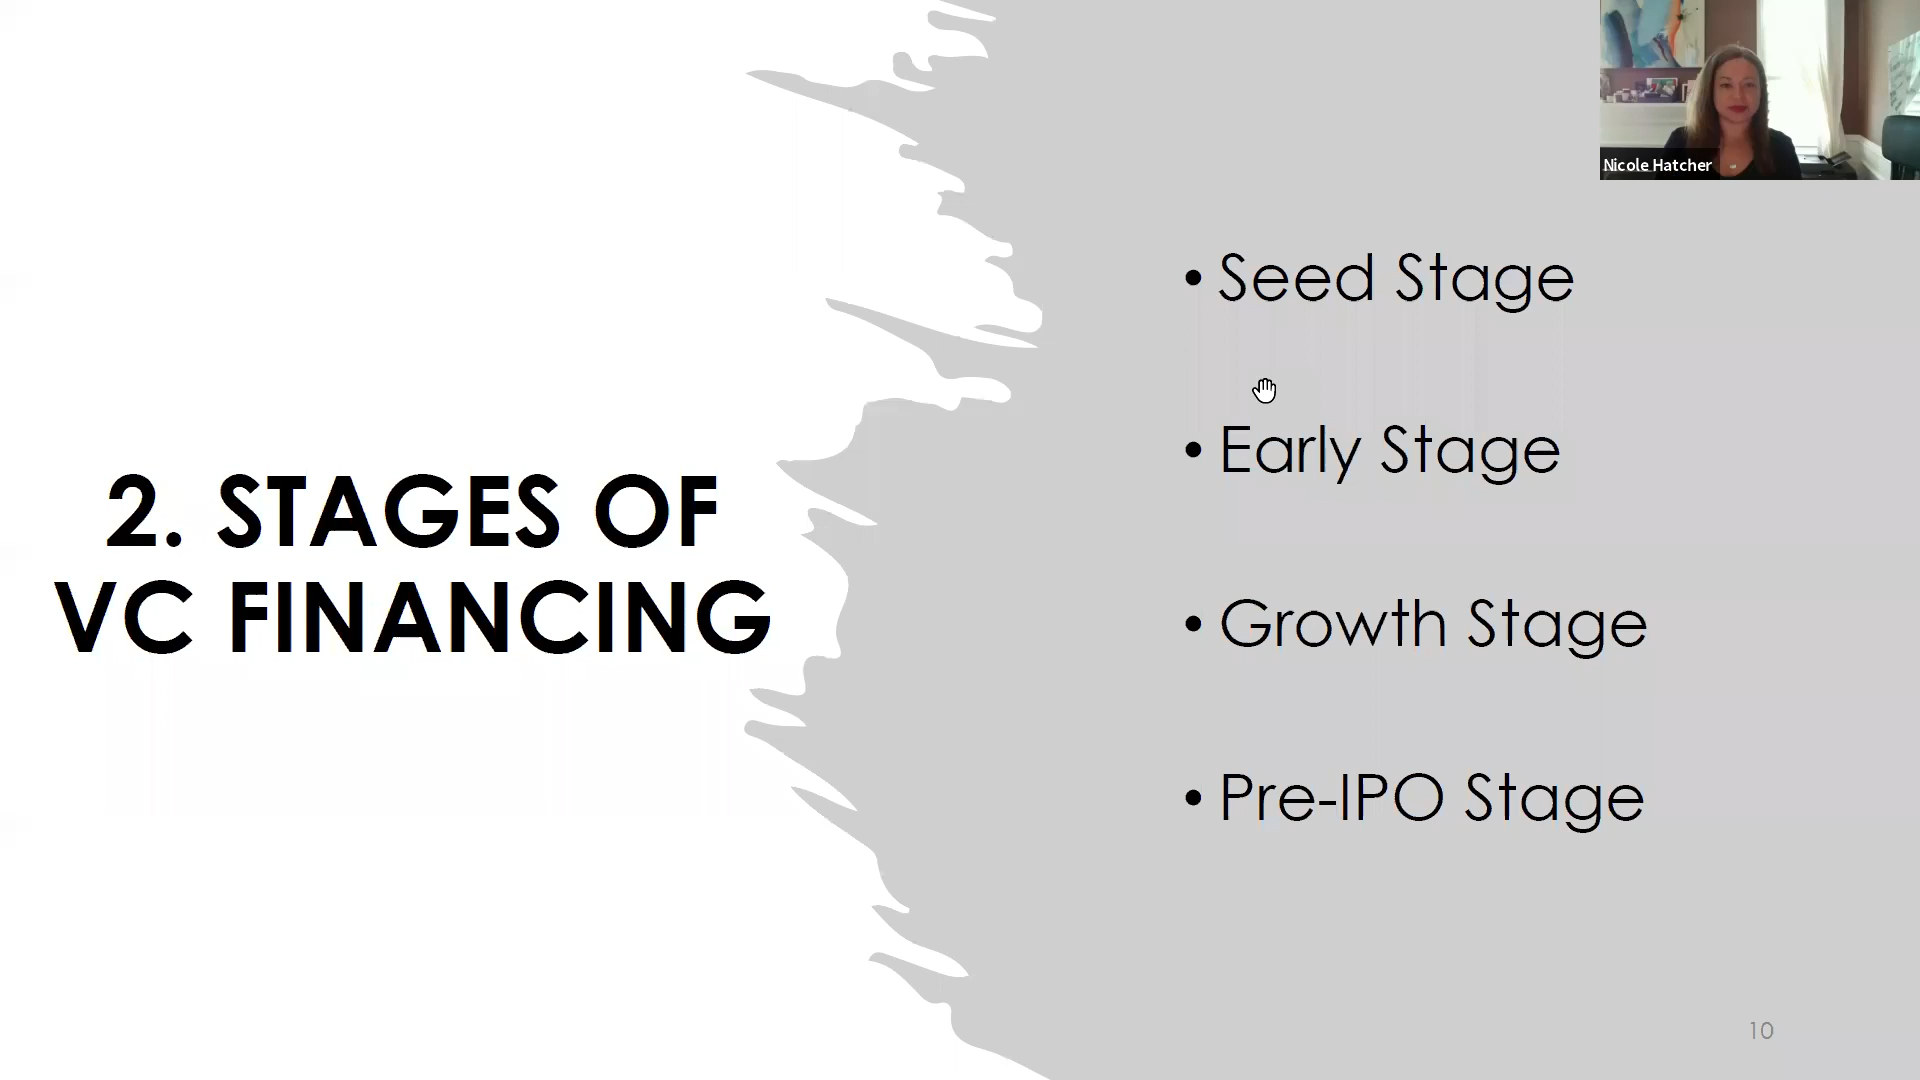 2. STAGES OF
VC FINANCING
• Seed Stage
• Early Stage
• Growth Stage
• Pre-IPO Stage
Nicole Hatcher
10